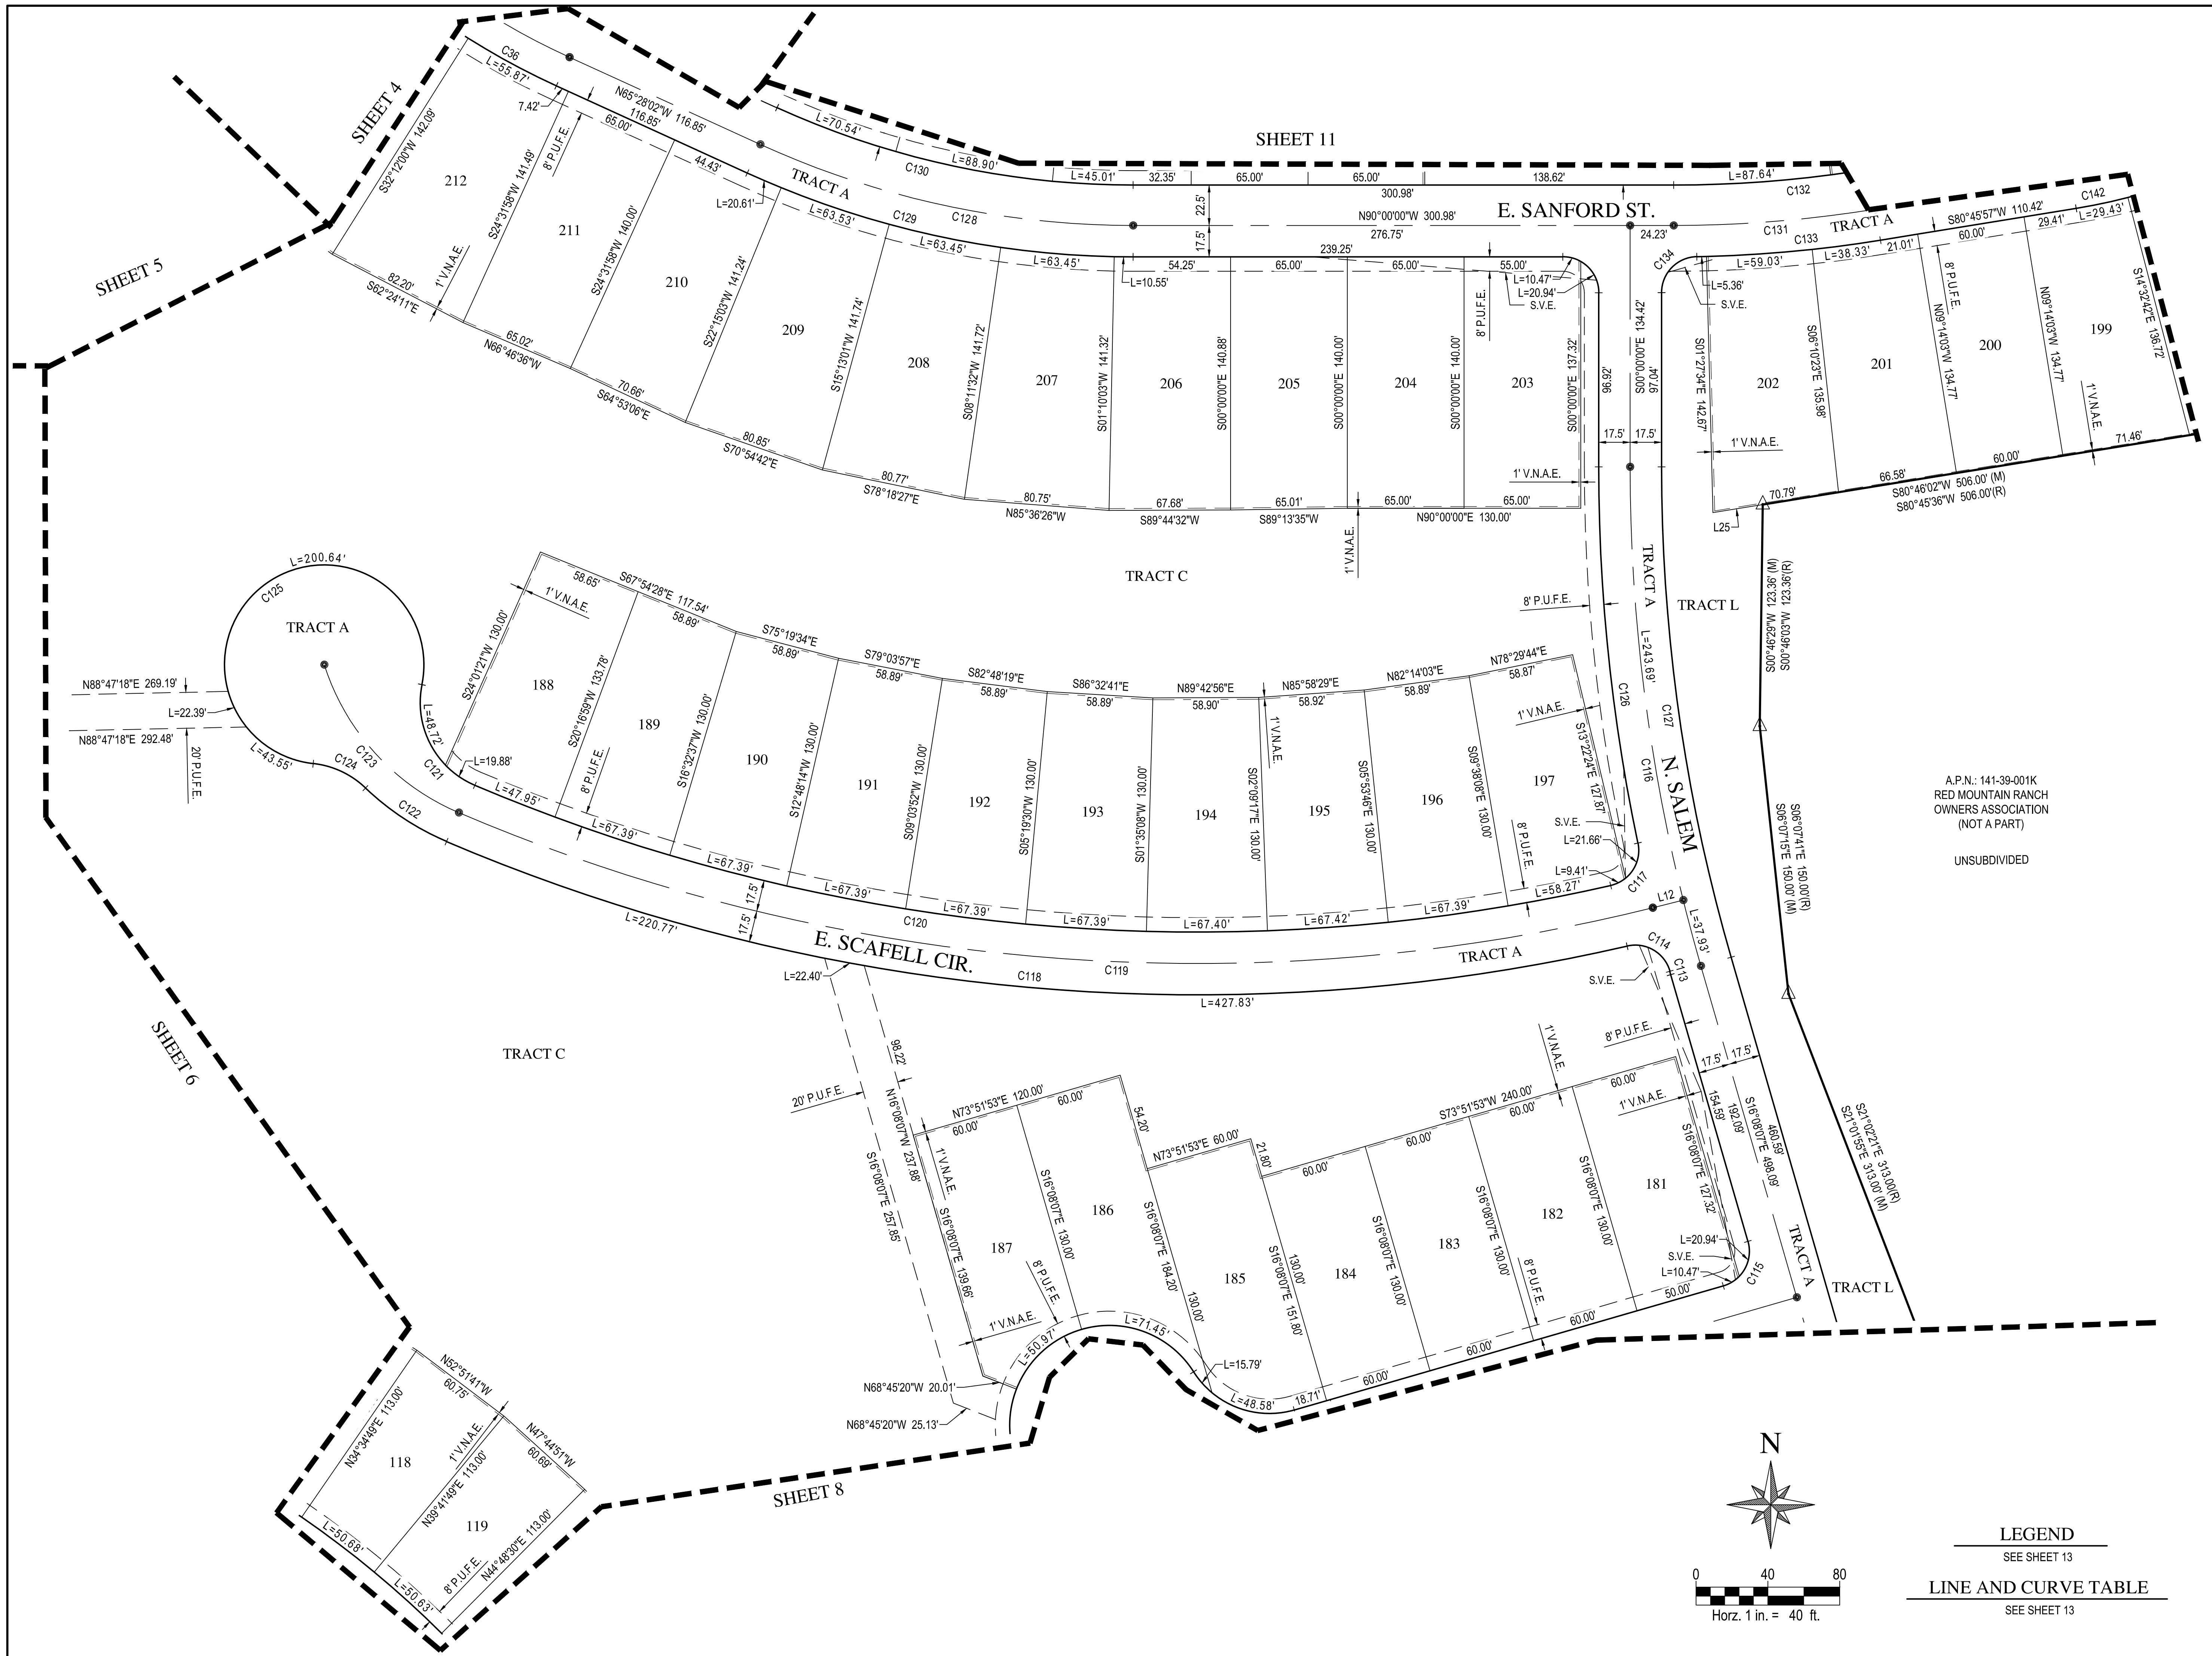 SHEET 4
C36
L=55.87'
7.42'
N65°28'02"W 116.85'
116.85'
65.00'
8' P.U.F.E.
44.43'
L=20.61'
TRACT A
L=70.54'
C130
L=88.90'
SHEET 11
L=45.01'
32.35'
65.00'
65.00'
138.62'
L=87.64'
C132
300.98'
N90°00'00"W 300.98'
E. SANFORD ST.
276.75'
24.23'
22.5'
17.5'
C131
TRACT A
S80°45'57"W 110.42'
C142
29.41'
L=29.43'
60.00'
21.01'
C133
L=38.33'
L=59.03'
C134
L=5.36'
S.V.E.
8' P.U.F.E.
L=63.53'
C129
C128
L=63.45'
L=63.45'
239.25'
54.25'
65.00'
65.00'
55.00'
L=10.55'
L=10.47'
L=20.94'
S.V.E.
8' P.U.F.E.
S32°12'00"W 142.09'
212
S24°31'58"W 141.49'
211
S24°31'58"W 140.00'
210
S22°15'03"W 141.24'
209
S15°13'01"W 141.74'
208
S08°11'32"W 141.72'
207
S01°10'03"W 141.32'
206
S00°00'00"E 140.88'
205
S00°00'00"E 140.00'
204
S00°00'00"E 140.00'
203
S00°00'00"E 137.32'
96.92'
S00°00'00"E 134.42'
97.04'
17.5'
17.5'
S01°27'34"E 142.67'
202
S06°10'23"E 135.98'
201
N09°14'03"W 134.77'
200
N09°14'03"W 134.77'
199
S14°32'42"E 136.72'
1' V.N.A.E.
1' V.N.A.E.
1' V.N.A.E.
1' V.N.A.E.
82.20'
S62°24'11"E
65.02'
N66°46'36"W
70.66'
S64°53'06"E
80.85'
S70°54'42"E
80.77'
S78°18'27"E
80.75'
N85°36'26"W
67.68'
S89°44'32"W
65.01'
S89°13'35"W
1' V.N.A.E.
65.00'
65.00'
N90°00'00"E 130.00'
L25
70.79'
66.58'
60.00'
71.46'
S80°46'02"W 506.00' (M)
S80°45'36"W 506.00'(R)
SHEET 5
TRACT C
TRACT A
TRACT L
S00°46'29"W 123.36' (M)
S00°46'03"W 123.36'(R)
L=200.64'
C125
TRACT A
N88°47'18"E 269.19'
L=22.39'
N88°47'18"E 292.48'
20' P.U.F.E.
L=43.55'
C124
C123
C122
C121
L=48.72'
L=19.88'
S24°01'21"W 130.00'
58.65'
S67°54'28"E 117.54'
1' V.N.A.E.
58.89'
S75°19'34"E
58.89'
S79°03'57"E
58.89'
S82°48'19"E
58.89'
S86°32'41"E
58.89'
N89°42'56"E
58.90'
N85°58'29"E
58.92'
N82°14'03"E
58.89'
N78°29'44"E
58.87'
8' P.U.F.E.
L=243.69'
C126
C127
C116
N. SALEM
188
S20°16'59"W 133.78'
189
S16°32'37"W 130.00'
190
S12°48'14"W 130.00'
191
S09°03'52"W 130.00'
192
S05°19'30"W 130.00'
193
S01°35'08"W 130.00'
194
S02°09'17"E 130.00'
1' V.N.A.E.
195
S05°53'46"E 130.00'
196
S09°38'08"E 130.00'
197
1' V.N.A.E.
S13°22'24"E 127.87'
S.V.E.
L=21.66'
L=9.41'
C117
8' P.U.F.E.
8' P.U.F.E.
L=47.95'
L=67.39'
L=67.39'
L=67.39'
L=67.39'
L=67.39'
L=67.40'
L=67.42'
L=67.39'
L=58.27'
C120
17.5'
17.5'
L=220.77'
E. SCAFELL CIR.
C118
C119
TRACT A
L12
L=37.93'
C114
C113
S.V.E.
L=22.40'
L=427.83'
A.P.N.: 141-39-001K
RED MOUNTAIN RANCH
OWNERS ASSOCIATION
(NOT A PART)
UNSUBDIVIDED
S06°07'41"E 150.00'(R)
S06°07'15"E 150.00' (M)
SHEET 6
TRACT C
98.22'
N16°08'07"W 237.88'
20' P.U.F.E.
S16°08'07"E 257.85'
N73°51'53"E 120.00'
60.00'
60.00'
54.20'
N73°51'53"E 60.00'
21.80'
60.00'
60.00'
S73°51'53"W 240.00'
60.00'
60.00'
1' V.N.A.E.
8' P.U.F.E.
1' V.N.A.E.
17.5'
17.5'
154.59'
192.09'
S16°08'07"E 498.09'
460.59'
S21°02'21"E 313.00'(R)
S21°01'55"E 313.00' (M)
1' V.N.A.E.
S16°08'07"E 139.66'
187
S16°08'07"E 130.00'
186
S16°08'07"E 184.20'
130.00'
185
130.00'
S16°08'07"E 151.80'
184
S16°08'07"E 130.00'
183
S16°08'07"E 130.00'
182
S16°08'07"E 130.00'
181
S16°08'07"E 127.32'
L=20.94'
S.V.E.
L=10.47'
C115
TRACT A
TRACT L
8' P.U.F.E.
1' V.N.A.E.
8' P.U.F.E.
L=50.97'
L=71.45'
L=15.79'
L=48.58'
18.71'
60.00'
60.00'
60.00'
50.00'
N68°45'20"W 20.01'
N68°45'20"W 25.13'
N52°51'41"W
60.75'
N47°44'51"W
60.69'
N34°34'49"E 113.00'
118
1' V.N.A.E.
N39°41'49"E 113.00'
119
8' P.U.F.E.
N44°48'30"E 113.00'
L=50.68'
L=50.63'
SHEET 8
N
0 40 80
Horz. 1 in. = 40 ft.
LEGEND
SEE SHEET 13
LINE AND CURVE TABLE
SEE SHEET 13